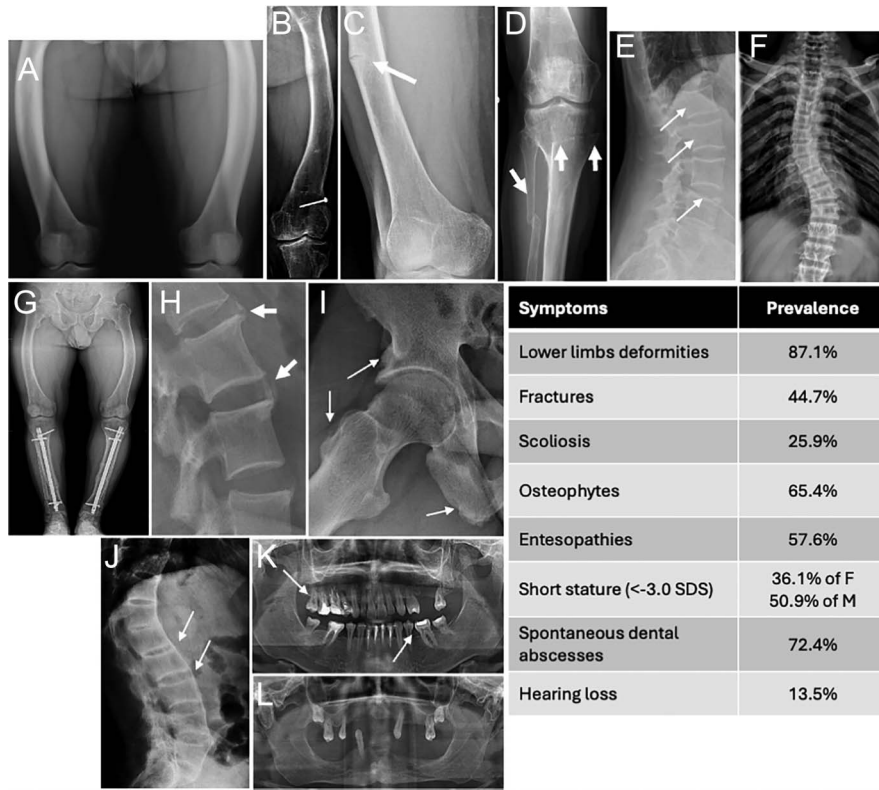 A
B
C
D
E
F
G
H
I
J
K
L
Symptoms Prevalence
Lower limbs deformities 87.1%
Fractures 44.7%
Scoliosis 25.9%
Osteophytes 65.4%
Entesopathies 57.6%
Short stature (<-3.0 SDS) 36.1% of F
50.9% of M
Spontaneous dental
abscesses 72.4%
Hearing loss 13.5%